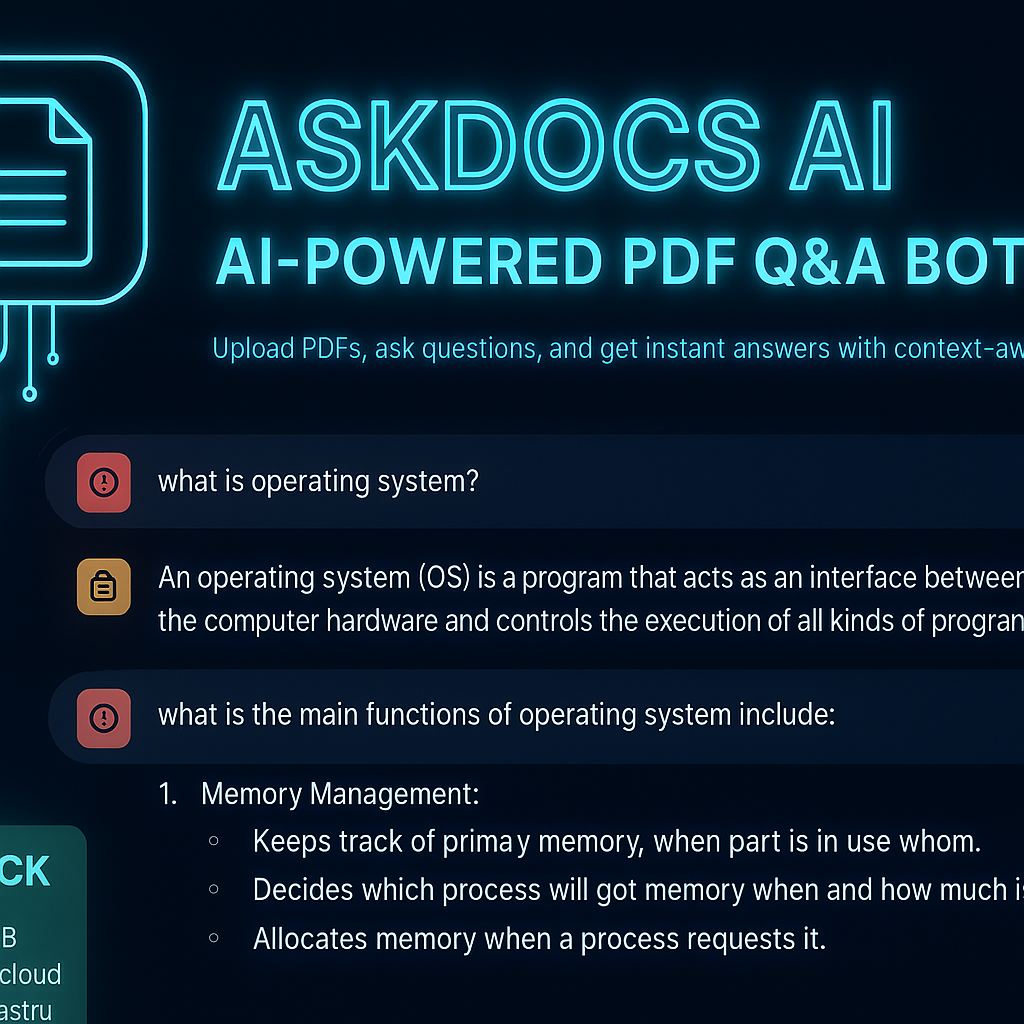 ASKDOCS AI
AI-POWERED PDF Q&A BOT
Upload PDFs, ask questions, and get instant answers with context-aw
what is operating system?
An operating system (OS) is a program that acts as an interface between
the computer hardware and controls the execution of all kinds of program
what is the main functions of operating system include:
1. Memory Management:
○ Keeps track of primay memory, when part is in use whom.
○ Decides which process will got memory when and how much is
○ Allocates memory when a process requests it.
CK
B
cloud
astru